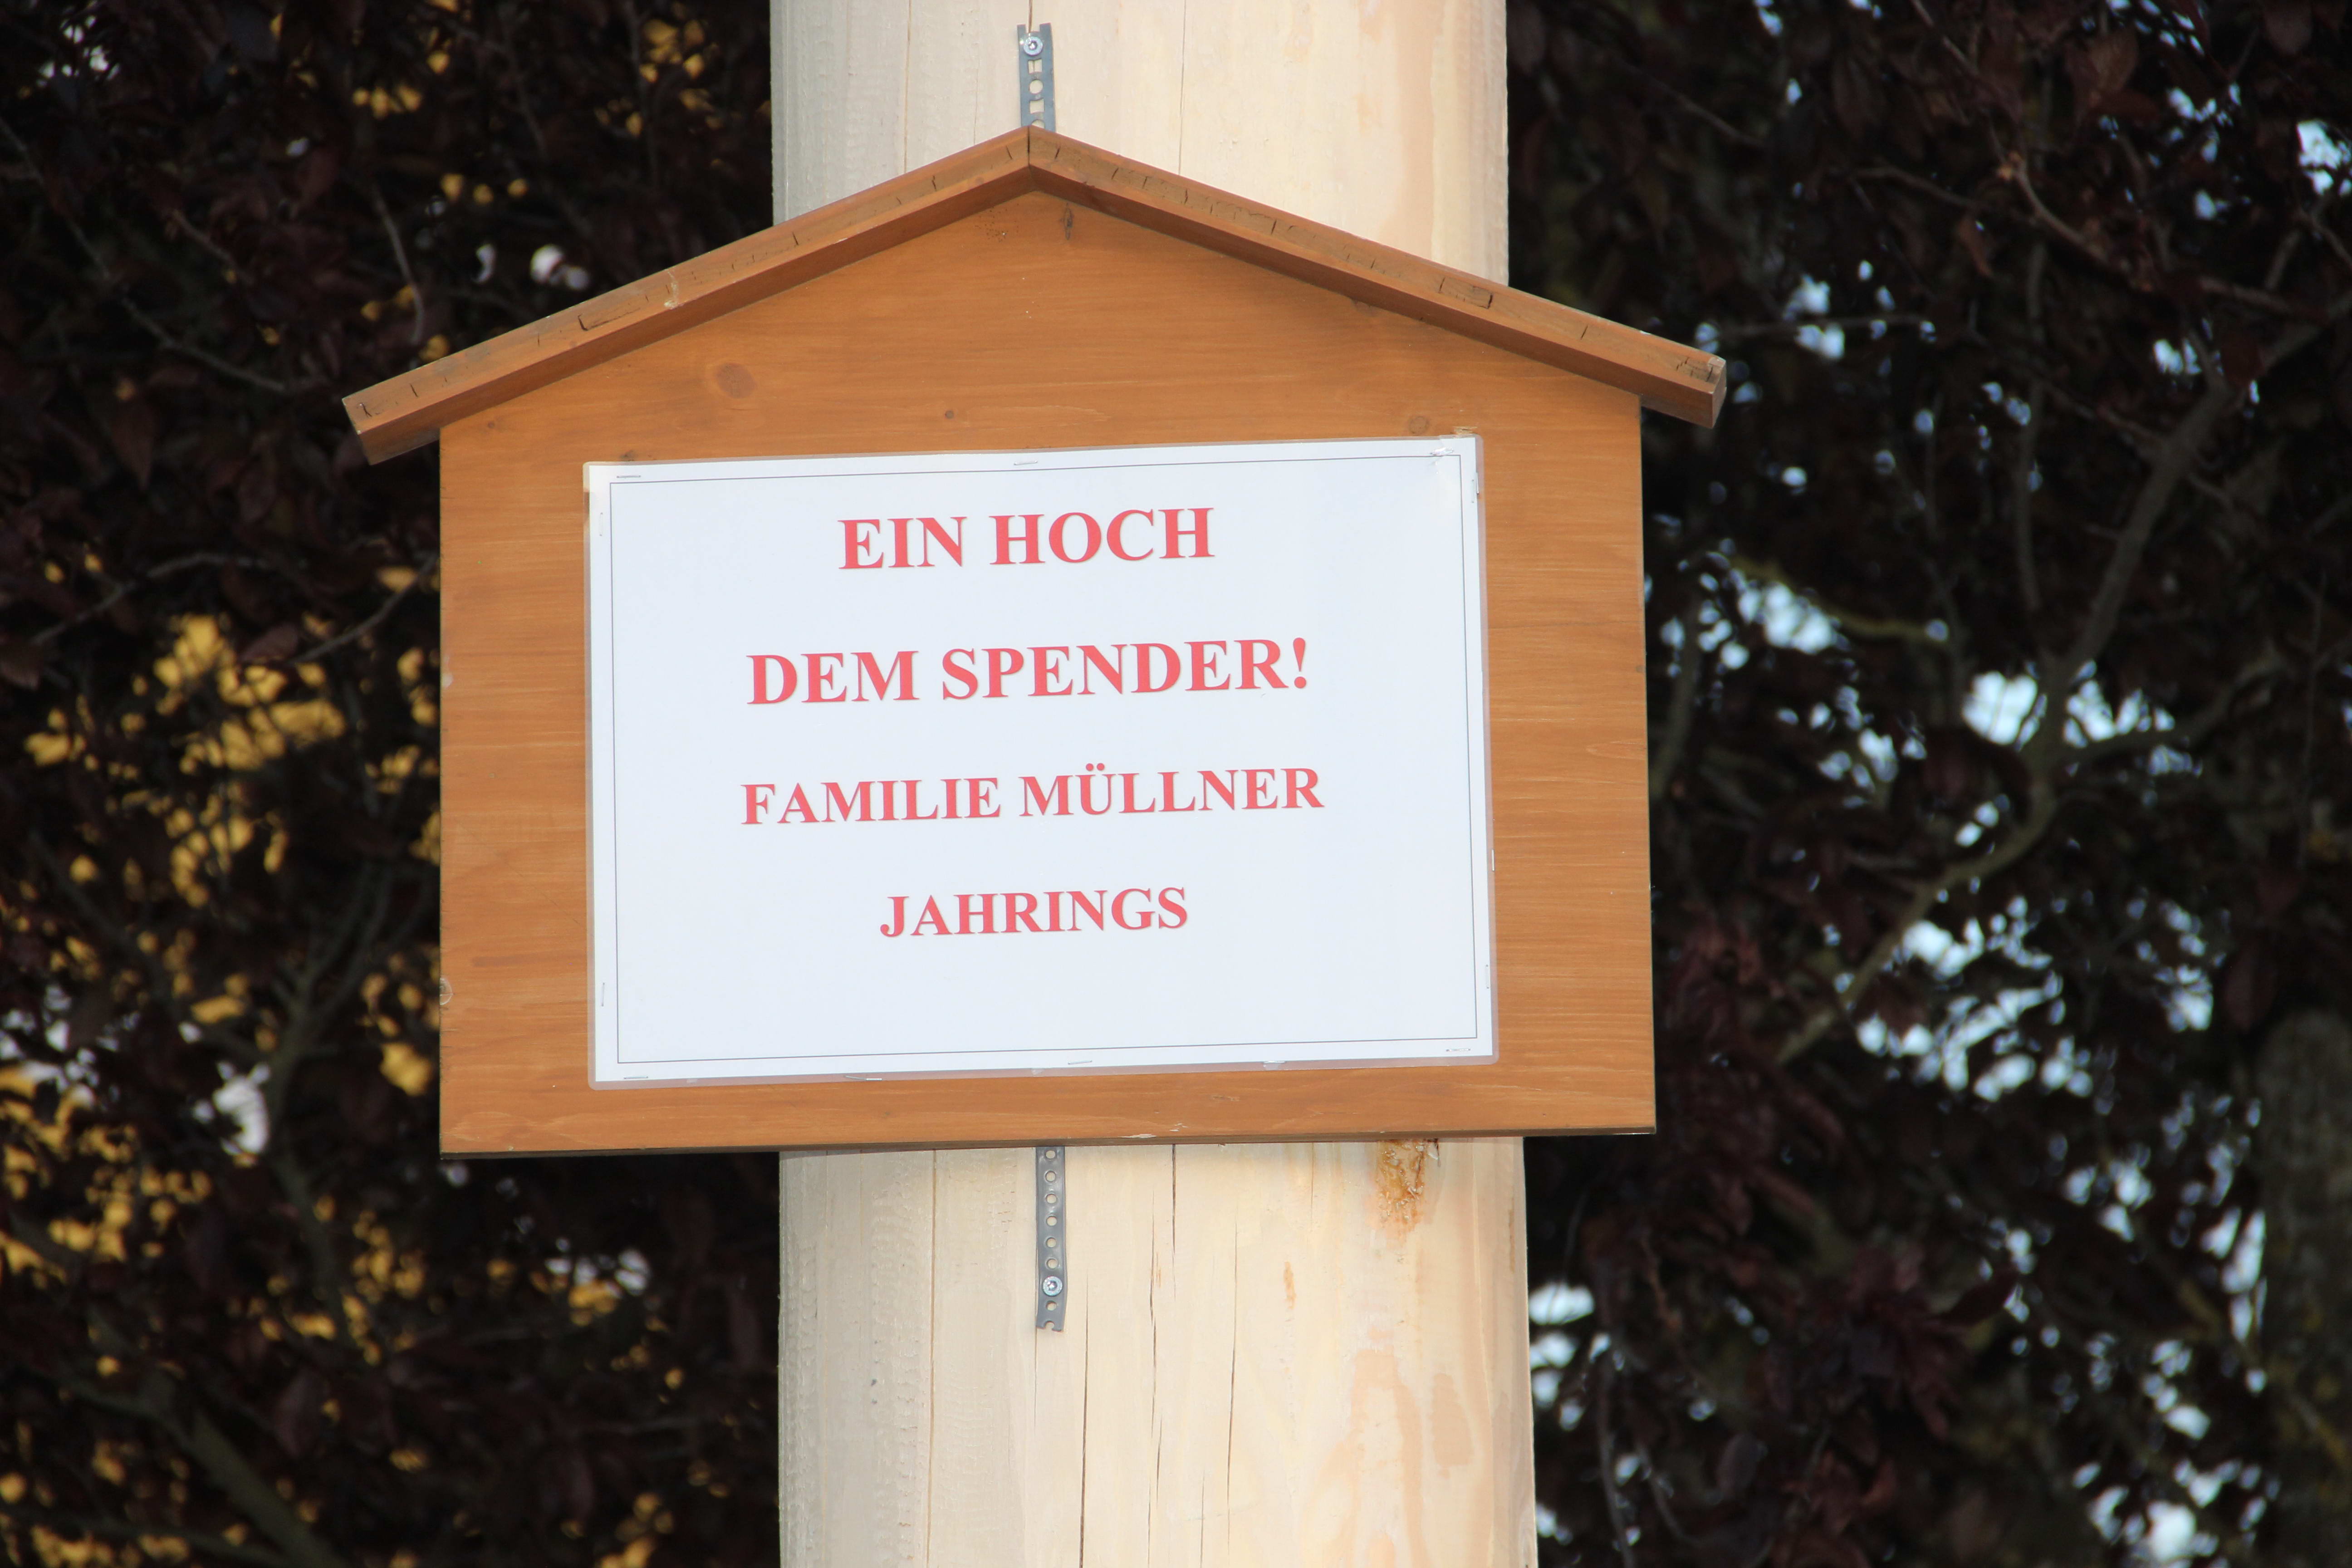 EIN HOCH
DEM SPENDER!
FAMILIE MÜLLNER
JAHRINGS